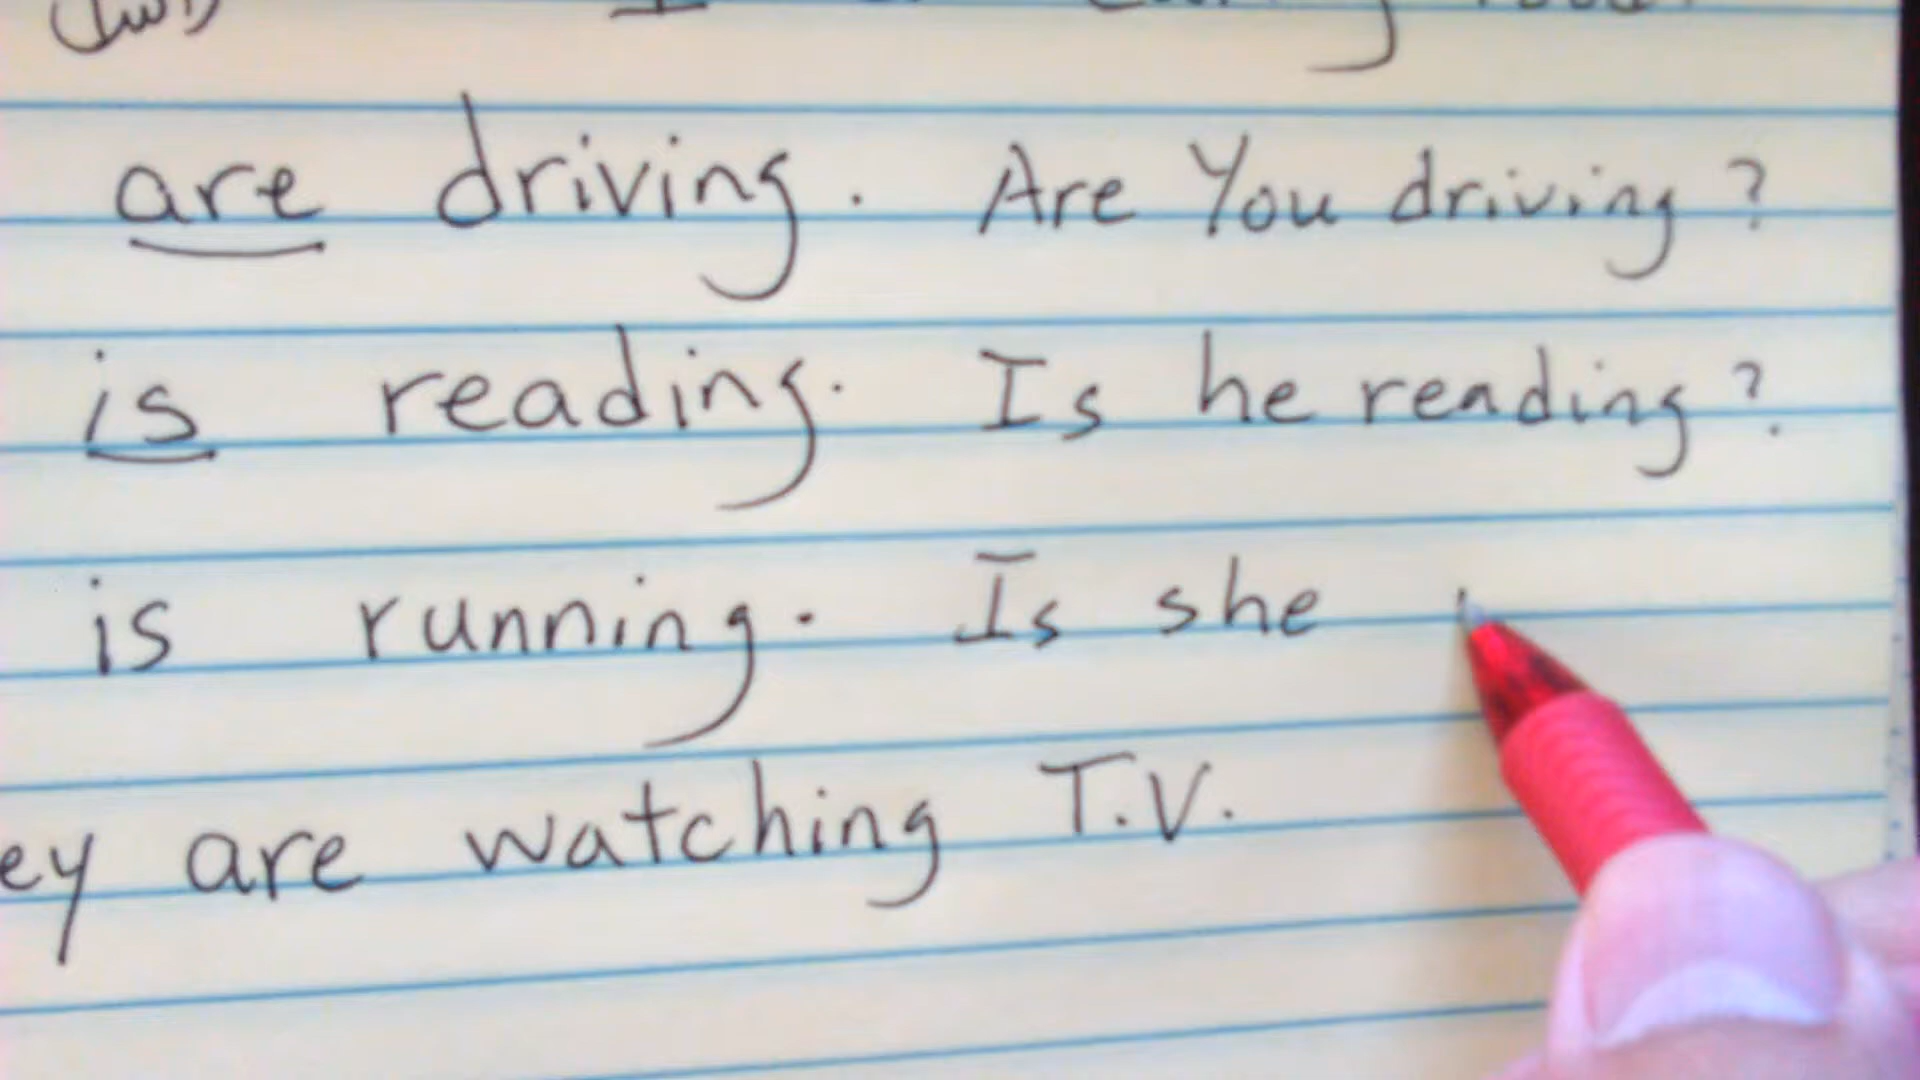 are driving. Are You driving?
is reading. Is he reading?
is running. Is she
ey are watching T.V.